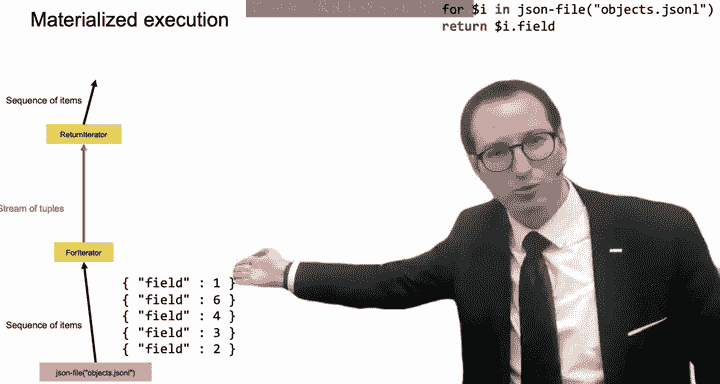 Materialized execution
for $i in json-file("objects.jsonl")
return $i.field
Sequence of items
ReturnIterator
Stream of tuples
ForIterator
{ "field" : 1 }
{ "field" : 6 }
{ "field" : 4 }
{ "field" : 3 }
{ "field" : 2 }
Sequence of items
json-file("objects.jsonl")